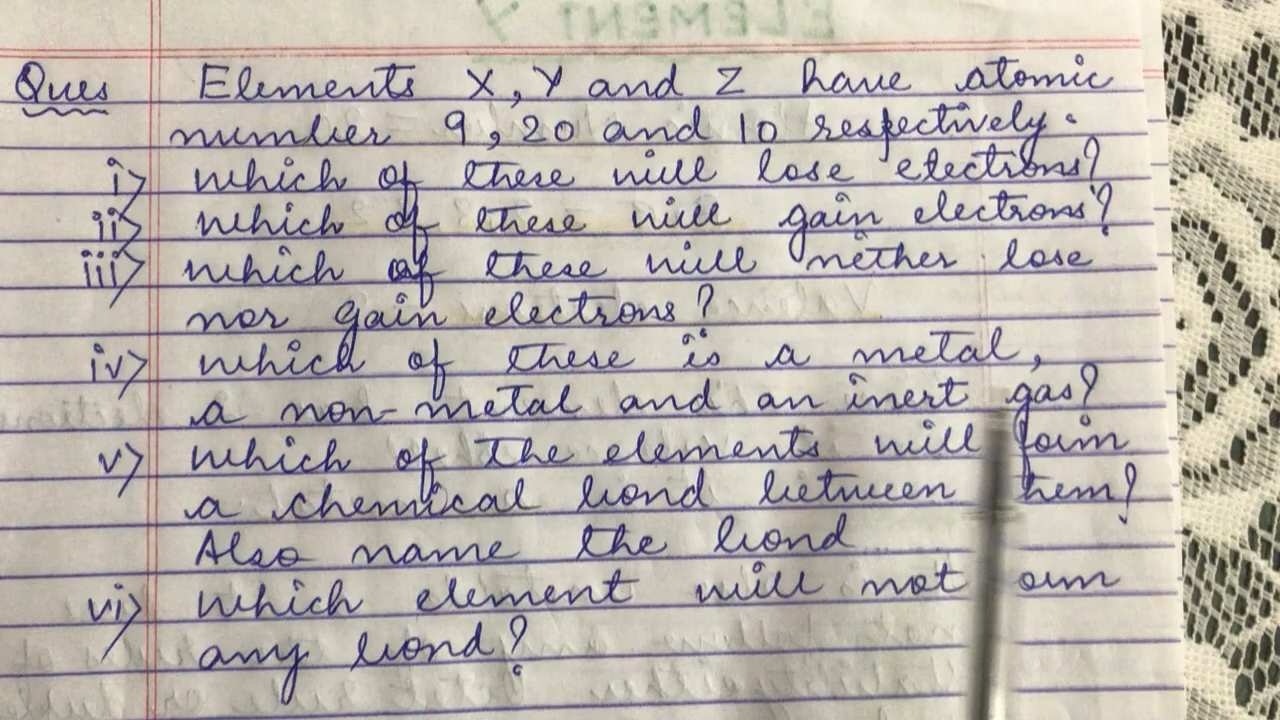 ELEMENT Y
Ques Elements X, Y and Z have atomic
number 9, 20 and 10 respectively.
i) which of these will lose electrons?
ii) which of these will gain electrons?
iii) which of these will nether lose
nor gain electrons?
iv) which of these is a metal,
a non-metal and an inert gas?
v) which of the elements will form
a chemical bond between them?
Also name the bond
vi) which element will not orm
any bond?